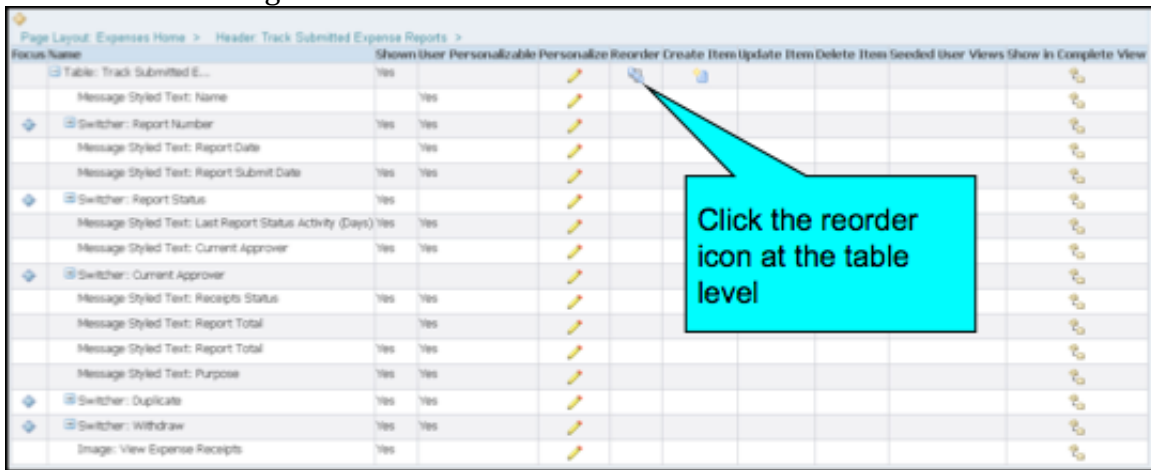 Page Layout: Expenses Home > Header: Track Submitted Expense Reports >
Focus Name Shown User Personalizable Personalize Reorder Create Item Update Item Delete Item Seeded User Views Show in Complete View
Table: Track Submitted E... Yes
Message Styled Text: Name Yes
Switcher: Report Number Yes Yes
Message Styled Text: Report Date Yes
Message Styled Text: Report Submit Date Yes Yes
Switcher: Report Status Yes
Message Styled Text: Last Report Status Activity (Days) Yes Yes
Message Styled Text: Current Approver Yes Yes
Switcher: Current Approver
Message Styled Text: Receipts Status Yes Yes
Message Styled Text: Report Total Yes
Message Styled Text: Report Total Yes Yes
Message Styled Text: Purpose Yes Yes
Switcher: Duplicate Yes Yes
Switcher: Withdraw Yes Yes
Image: View Expense Receipts Yes
Click the reorder
icon at the table
level